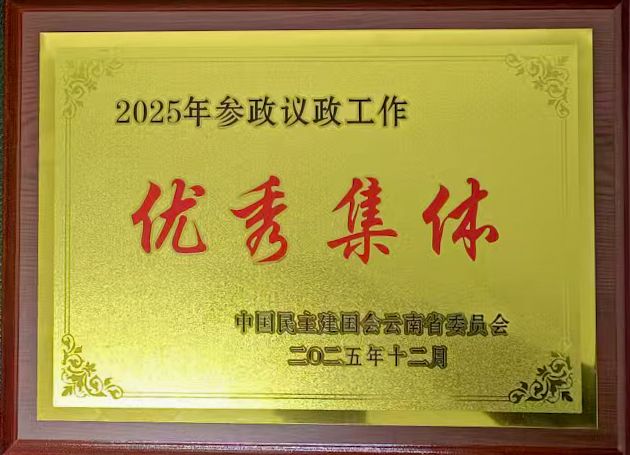 2025年参政议政工作
优秀集体
中国民主建国会云南省委员会
二〇二五年十二月